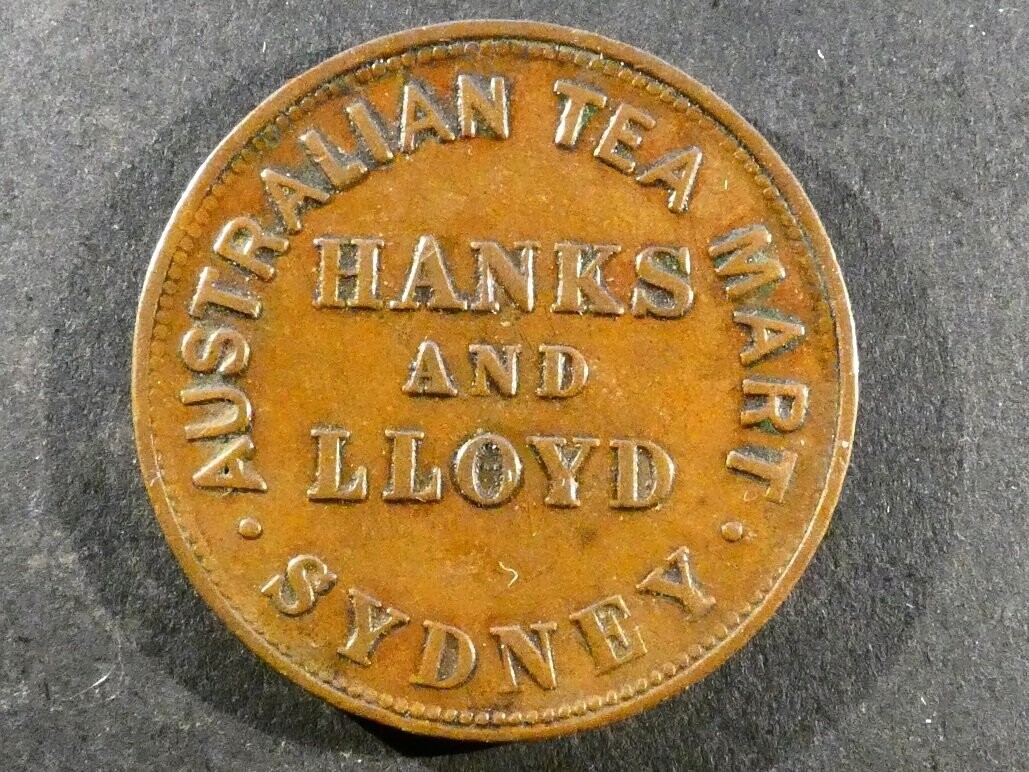 AUSTRALIAN TEA MART
HANKS
AND
LLOYD
SYDNEY